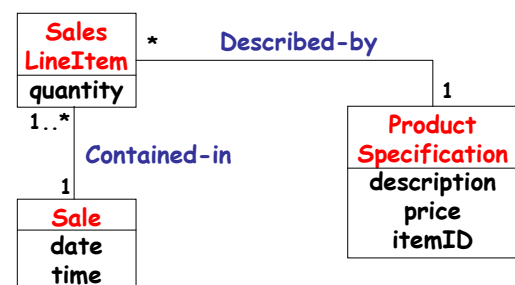 Sales
LineItem
quantity
*
Described-by
1
1..*
Contained-in
1
Product
Specification
description
price
itemID
Sale
date
time